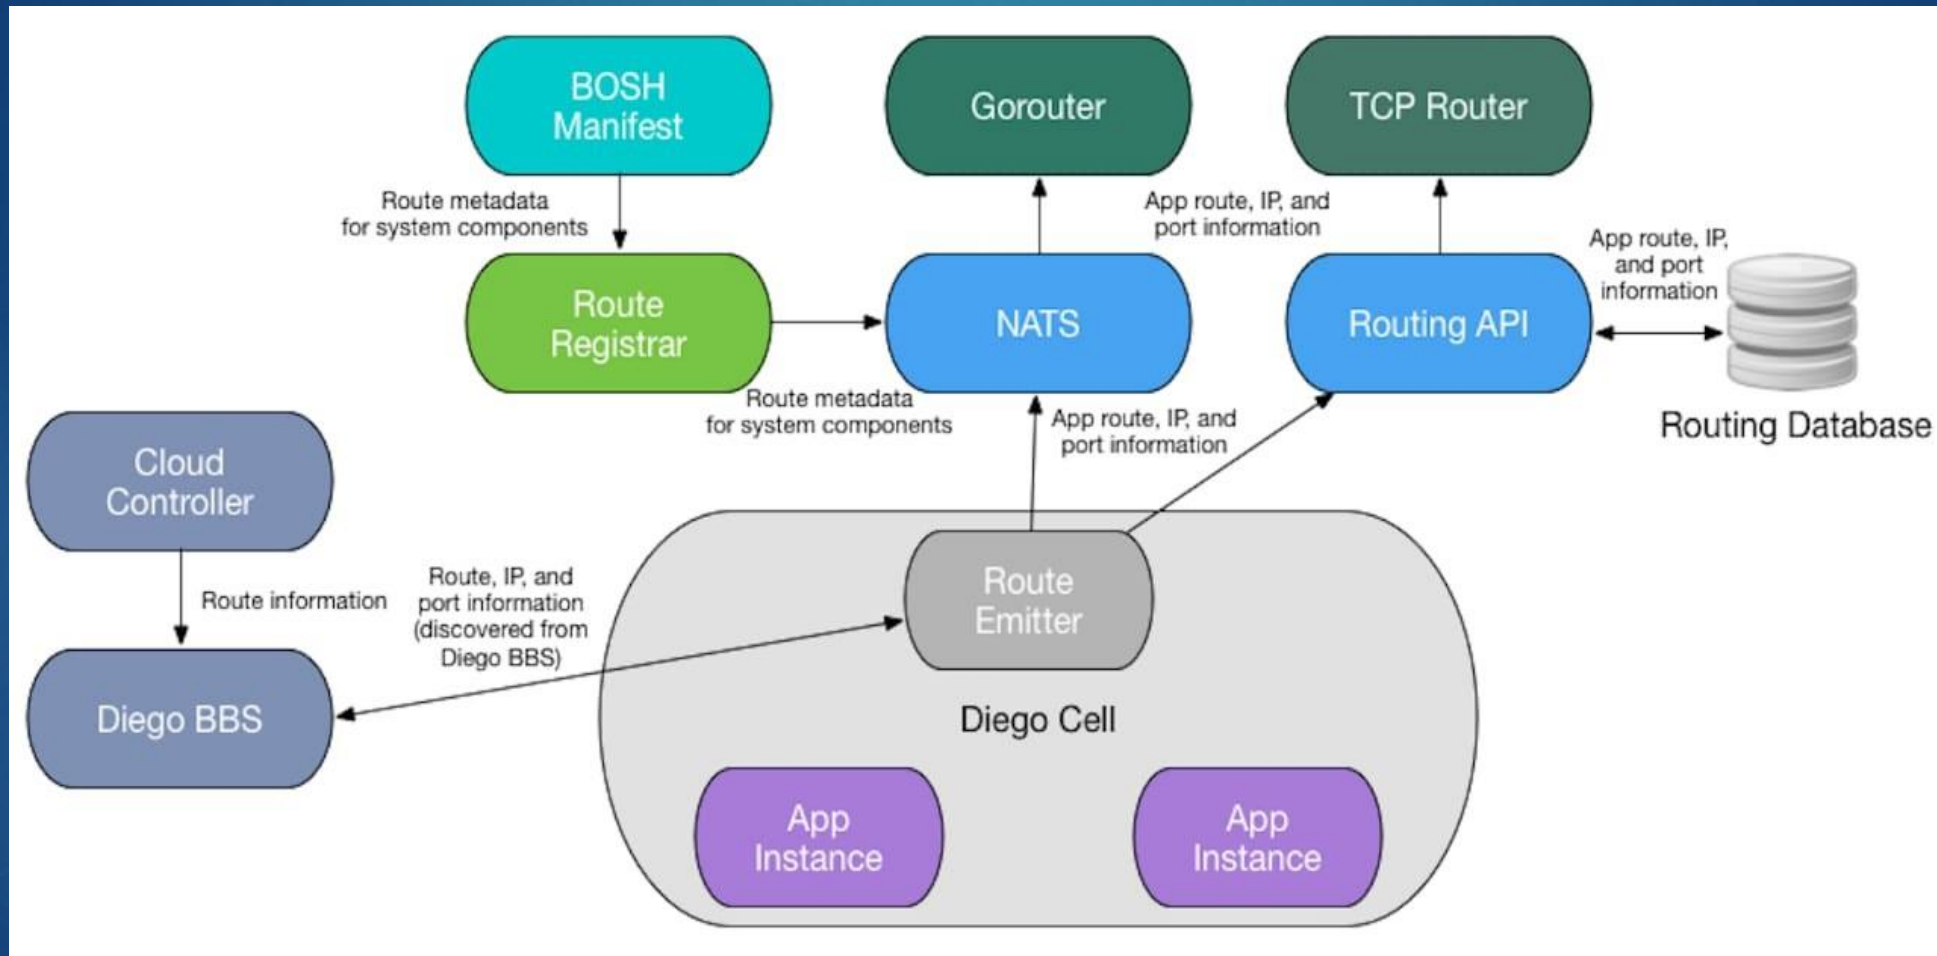 BOSH
Manifest
Gorouter
TCP Router
Route metadata
for system components
App route, IP, and
port information
App route, IP,
and port
information
Route
Registrar
NATS
Routing API
Routing Database
Route metadata
for system components
App route, IP, and
port information
Cloud
Controller
Route information
Route, IP, and
port information
(discovered from
Diego BBS)
Route
Emitter
Diego BBS
Diego Cell
App
Instance
App
Instance